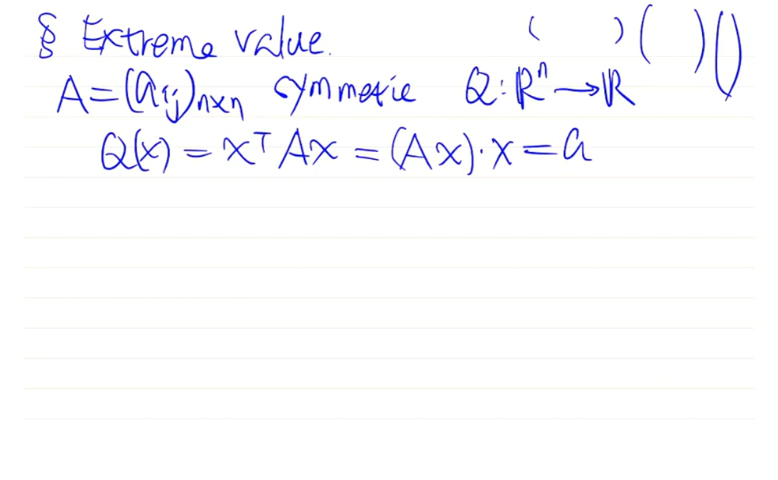 § Extreme value. ( ) ( ) ( )
A = (aij)n×n symmetric Q: ℝⁿ → ℝ
Q(x) = xᵀAx = (Ax)·x = a